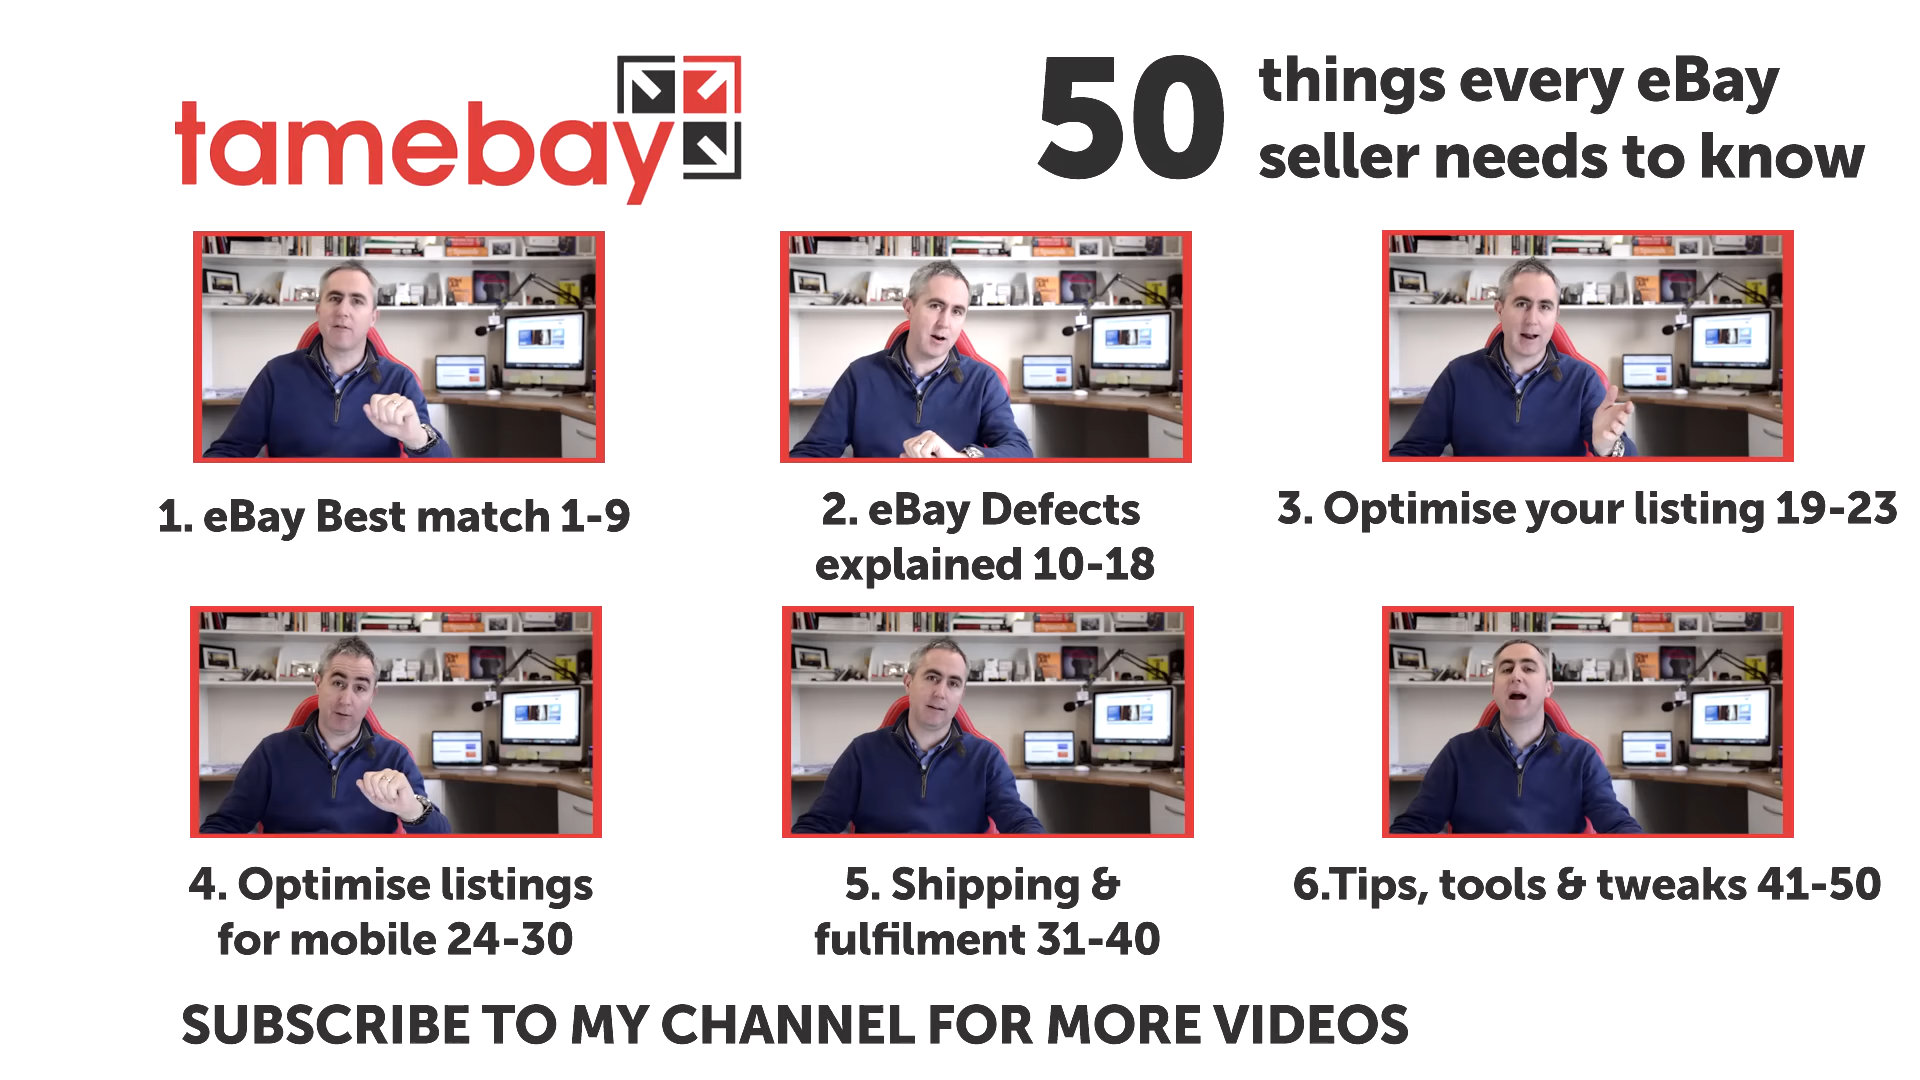 tamebay
50
things every eBay
seller needs to know
1. eBay Best match 1-9
2. eBay Defects
explained 10-18
3. Optimise your listing 19-23
4. Optimise listings
for mobile 24-30
5. Shipping &
fulfilment 31-40
6.Tips, tools & tweaks 41-50
SUBSCRIBE TO MY CHANNEL FOR MORE VIDEOS